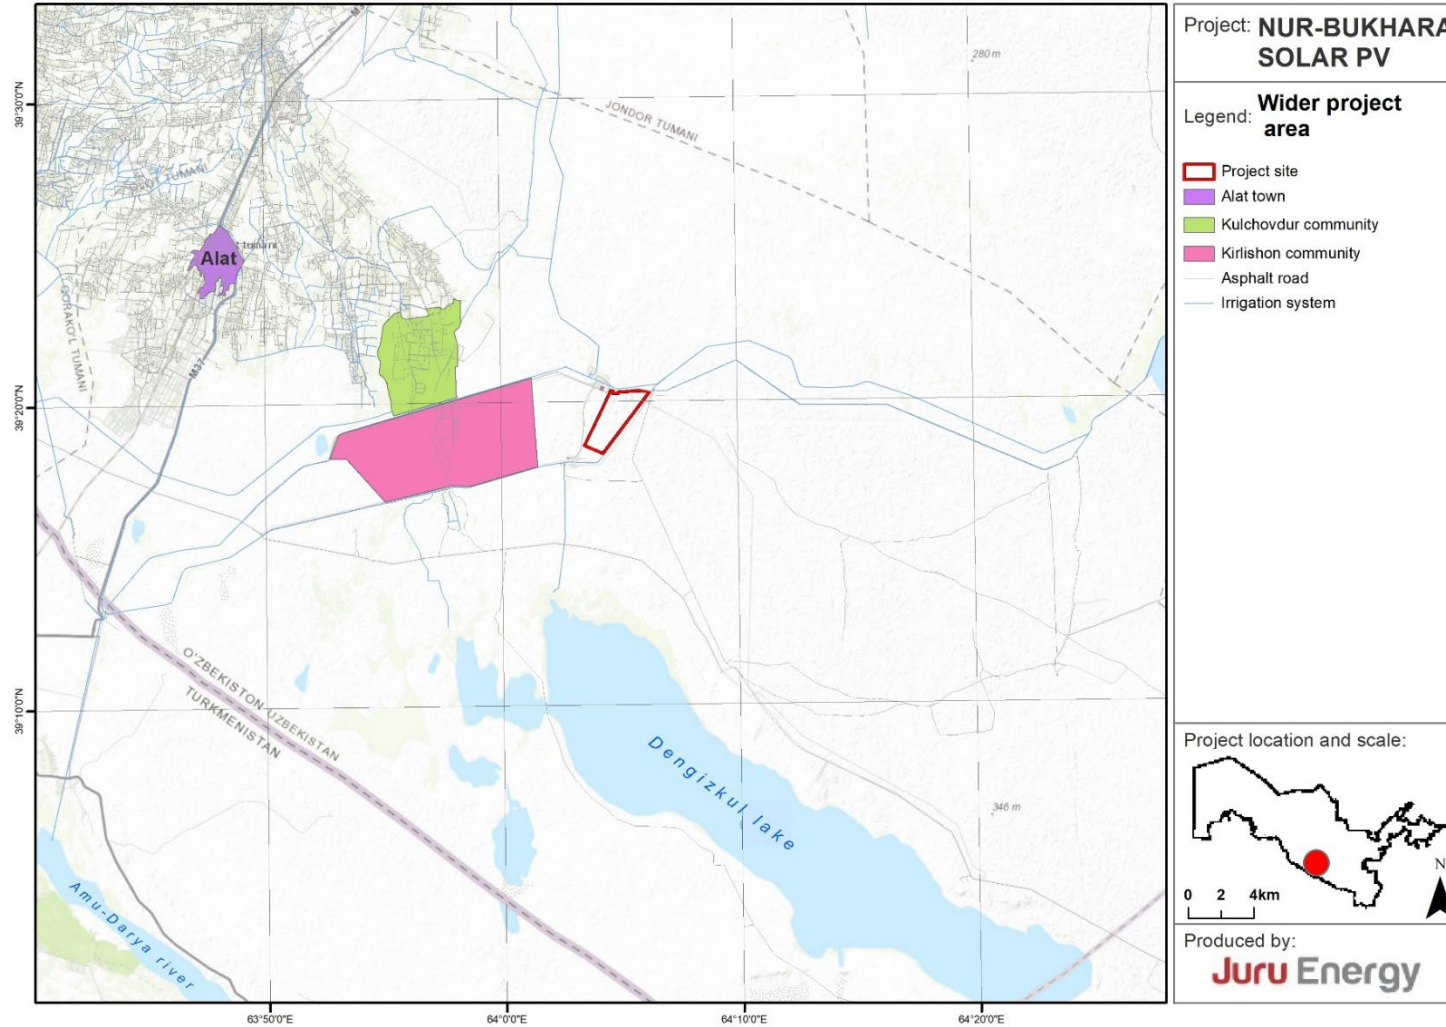 Project: NUR-BUKHARA
SOLAR PV
Legend: Wider project
area
Project site
Alat town
Kulchovdur community
Kirlishon community
Asphalt road
Irrigation system
Project location and scale:
N
0 2 4km
Produced by:
Juru Energy
280 m
JONDOR TUMANI
TUMANI
tumani
Alat
QORAKO'L TUMANI
M37
O'ZBEKISTON UZBEKISTAN
TURKMENISTAN
Dengizkul lake
346 m
Amu-Darya river
39°30'0"N
39°20'0"N
39°10'0"N
63°50'0"E
64°0'0"E
64°10'0"E
64°20'0"E